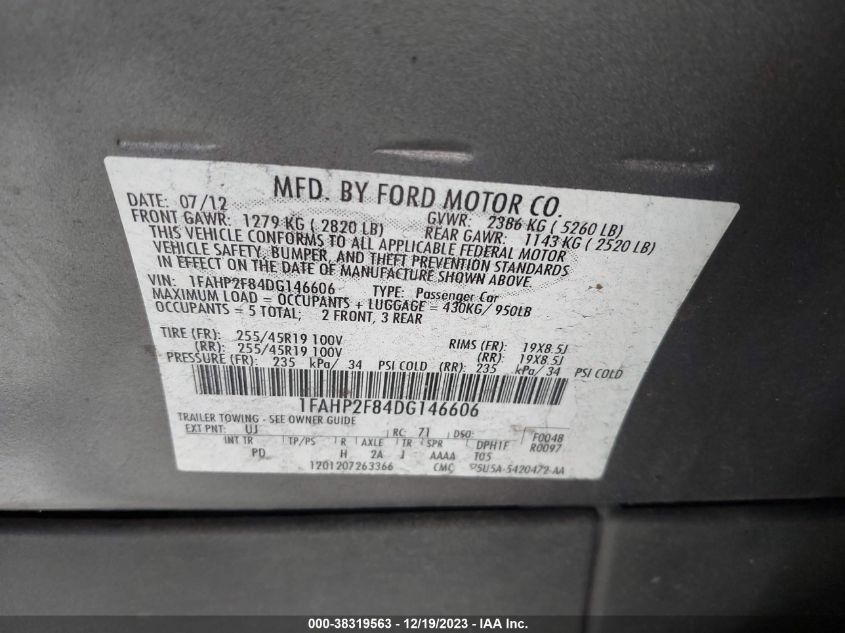 MFD. BY FORD MOTOR CO.
DATE: 07/12 GVWR: 2386 KG ( 5260 LB)
FRONT GAWR: 1279 KG ( 2820 LB) REAR GAWR: 1143 KG ( 2520 LB)
THIS VEHICLE CONFORMS TO ALL APPLICABLE FEDERAL MOTOR
VEHICLE SAFETY, BUMPER, AND THEFT PREVENTION STANDARDS
IN EFFECT ON THE DATE OF MANUFACTURE SHOWN ABOVE.
VIN: 1FAHP2F84DG146606 TYPE: Passenger Car
MAXIMUM LOAD = OCCUPANTS + LUGGAGE = 430KG/ 950LB
OCCUPANTS = 5 TOTAL; 2 FRONT, 3 REAR
TIRE (FR): 255/45R19 100V RIMS (FR): 19X8.5J
(RR): 255/45R19 100V (RR): 19X8.5J
PRESSURE (FR): 235 kPa/ 34 PSI COLD (RR): 235 kPa/ 34 PSI COLD
1FAHP2F84DG146606
TRAILER TOWING - SEE OWNER GUIDE
EXT PNT: UJ RC: 71 DSO: F0048
INT TR TP/PS R AXLE TR SPR DPH1F R0097
PD H 2A J AAAA T05
1201207263366 CMC 5U5A-5420472-AA
000-38319563 - 12/19/2023 - IAA Inc.